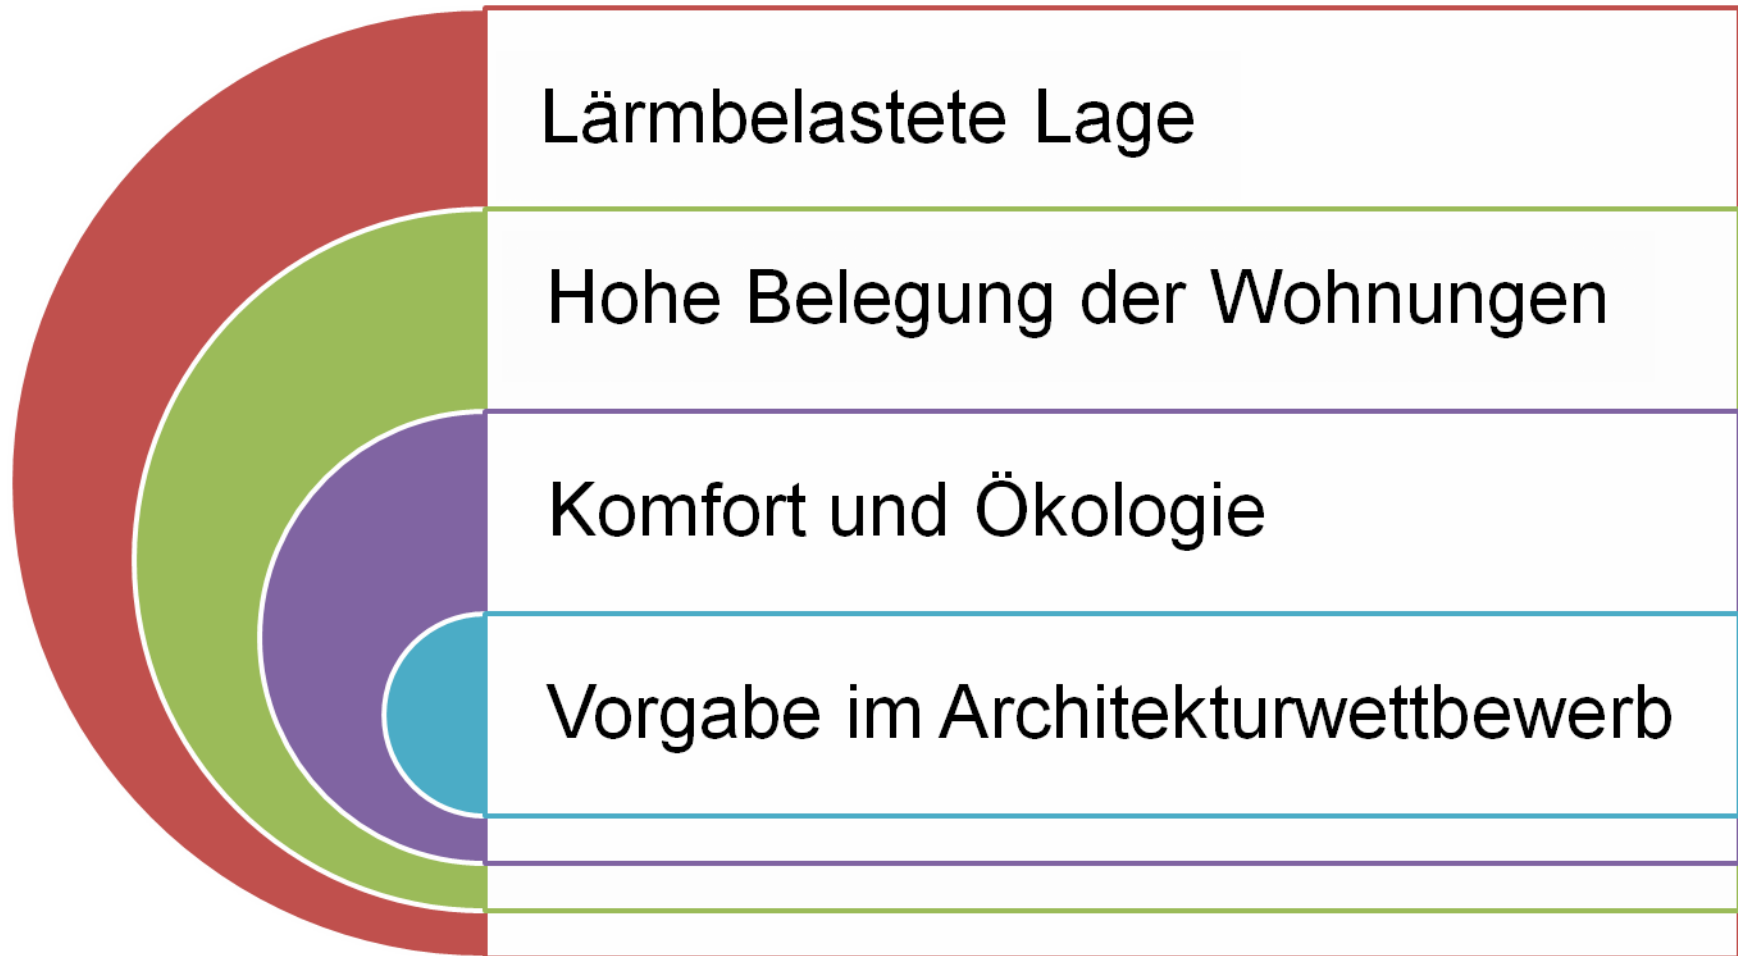 Lärmbelastete Lage
Hohe Belegung der Wohnungen
Komfort und Ökologie
Vorgabe im Architekturwettbewerb